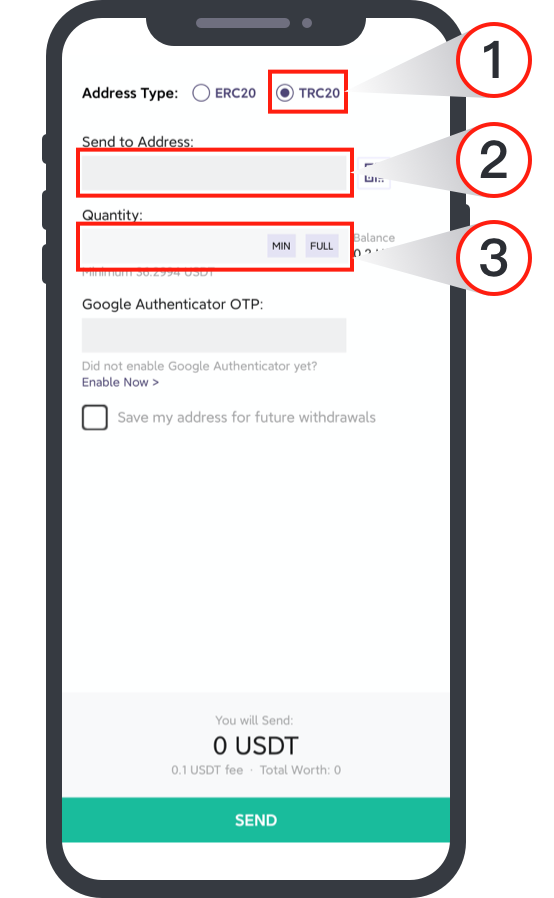 1
Address Type: ERC20 TRC20
Send to Address:
2
Quantity:
MIN FULL
Balance
3
Minimum 36.2994 USDT
Google Authenticator OTP:
Did not enable Google Authenticator yet?
Enable Now >
Save my address for future withdrawals
You will Send:
0 USDT
0.1 USDT fee · Total Worth: 0
SEND